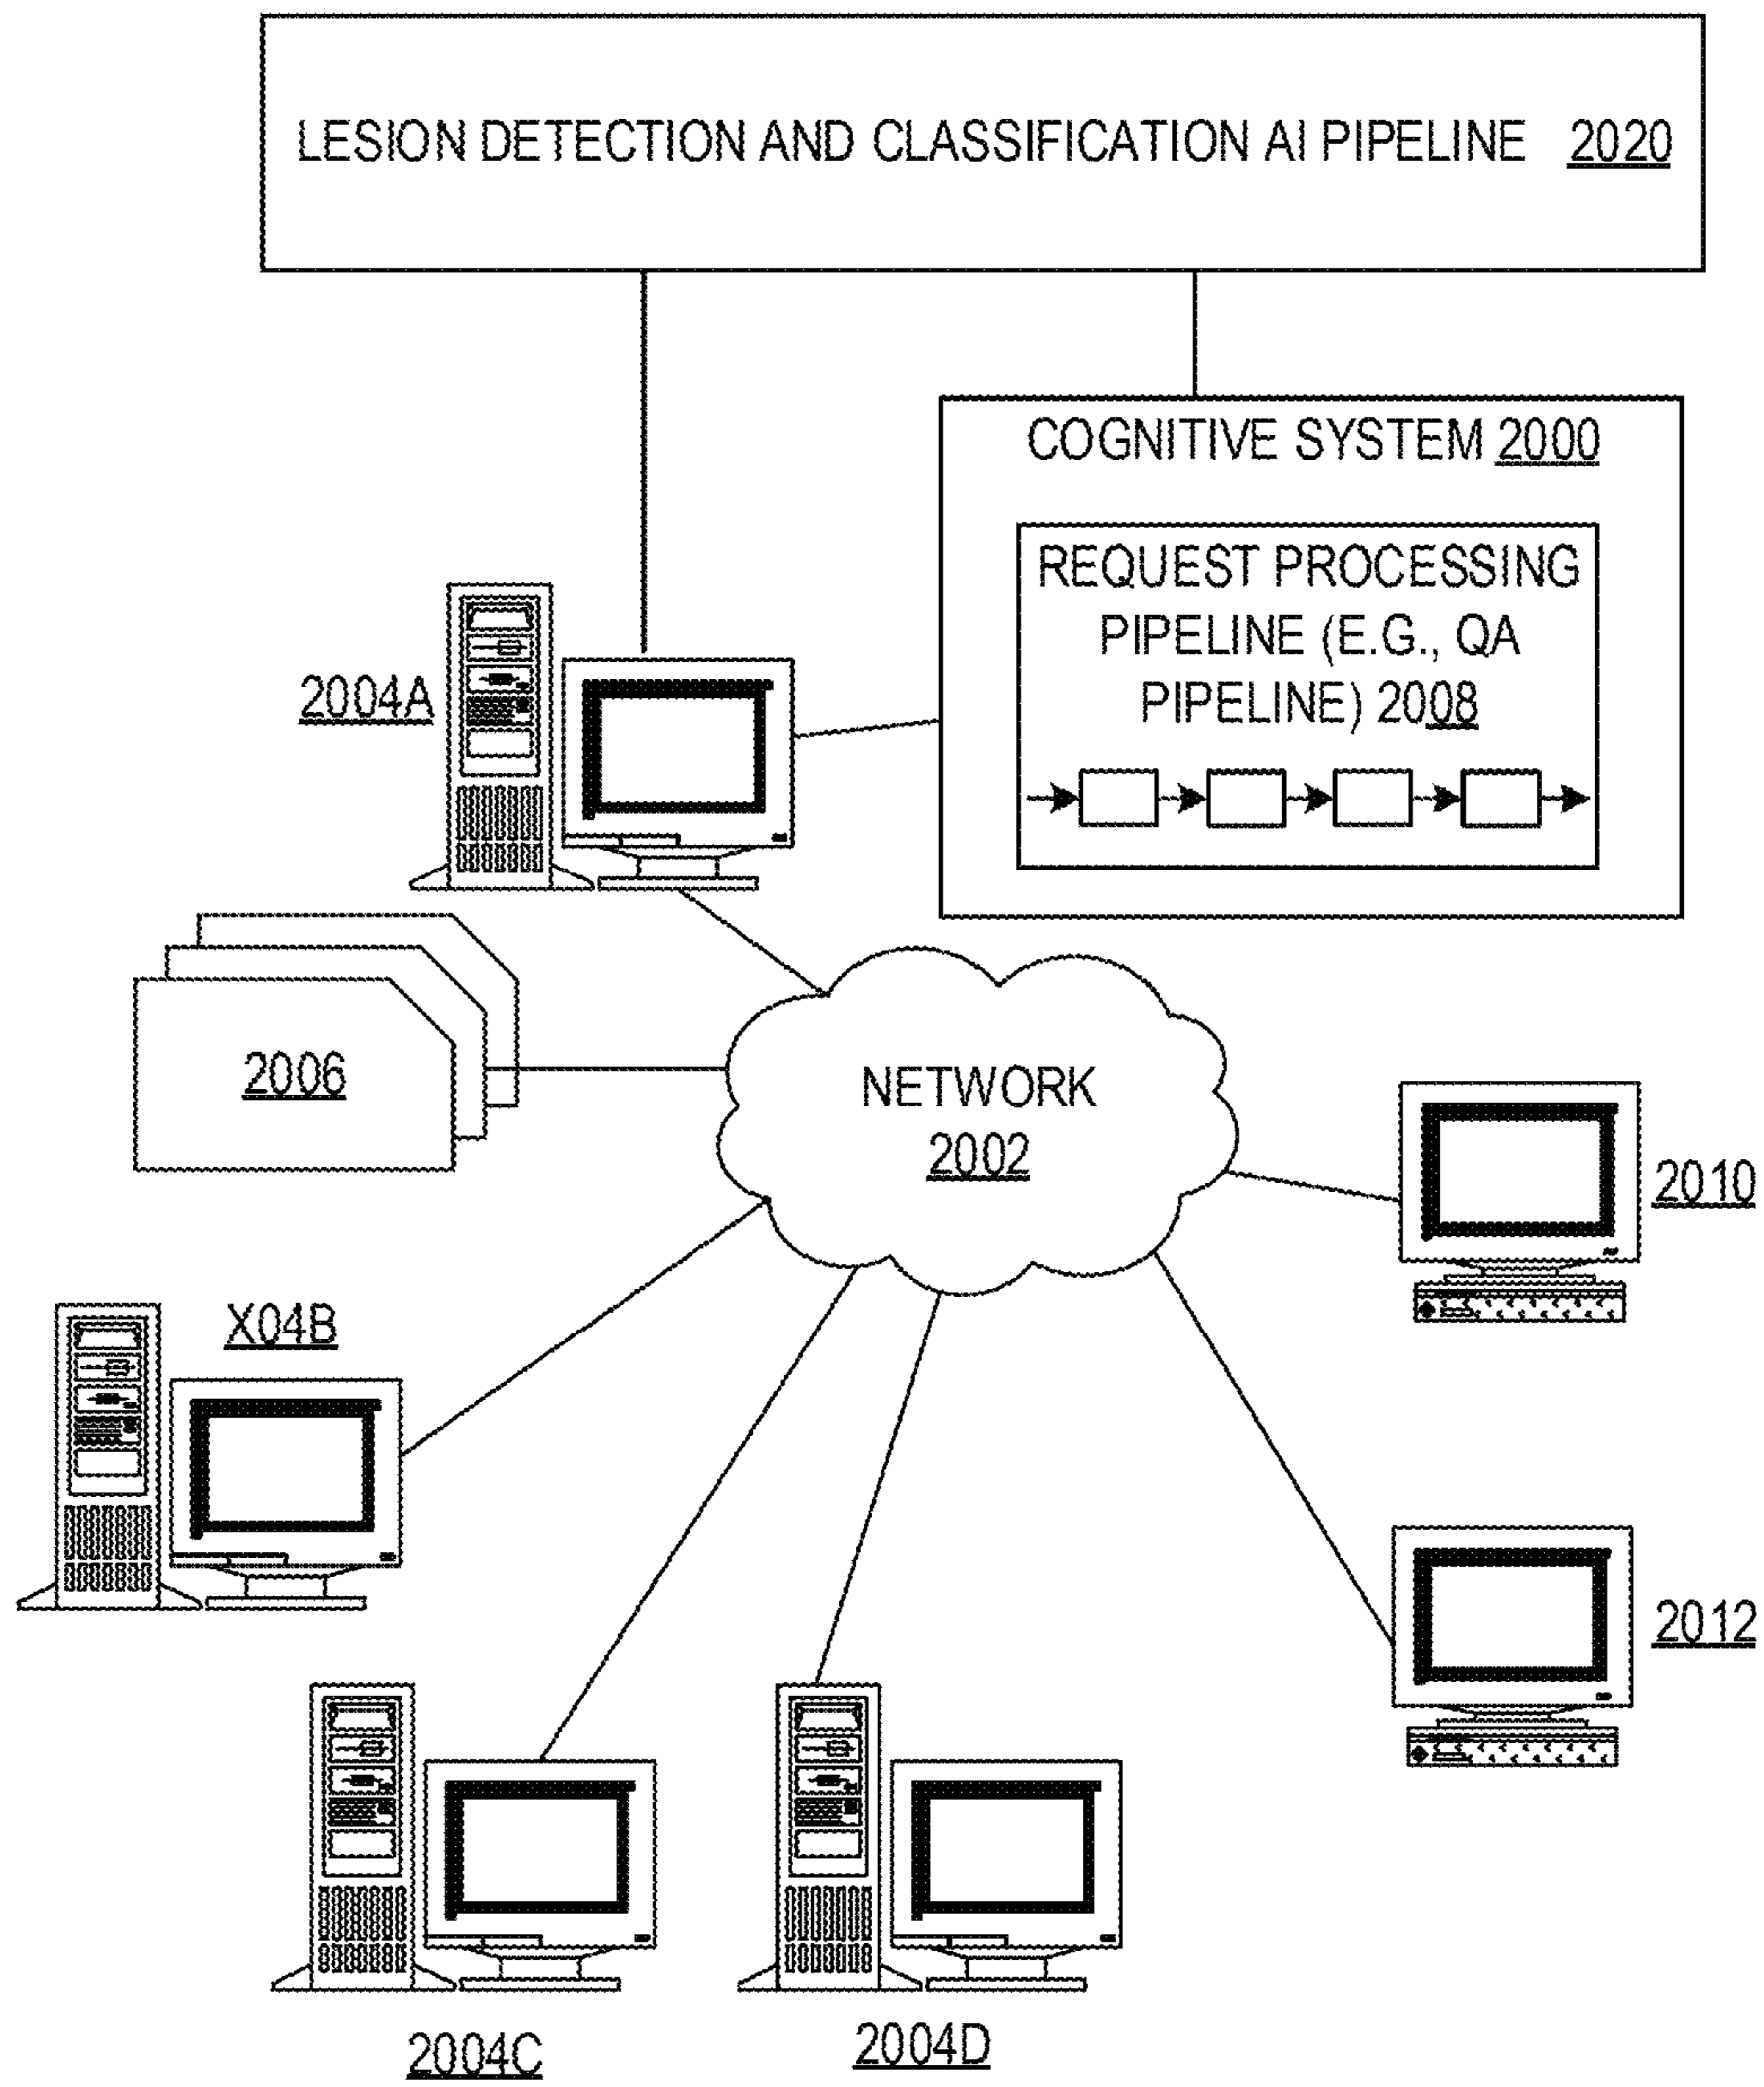 LESION DETECTION AND CLASSIFICATION AI PIPELINE 2020
COGNITIVE SYSTEM 2000
REQUEST PROCESSING
PIPELINE (E.G., QA
PIPELINE) 2008
2004A
2006
NETWORK
2002
2010
X04B
2012
2004C
2004D